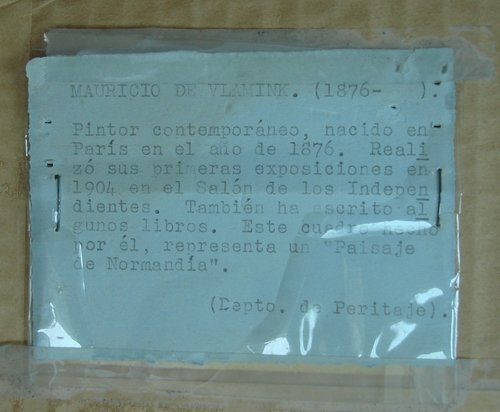 MAURICIO DE VLAMINK. (1876-    ).
Pintor contemporáneo, nacido en
París en el año de 1876. Reali
zó sus primeras exposiciones en
1904 en el Salón de los Indepen
dientes. También ha escrito al
gunos libros. Este cuadro hecho
por él, representa un "Paisaje
de Normandía".
(Depto. de Peritaje).